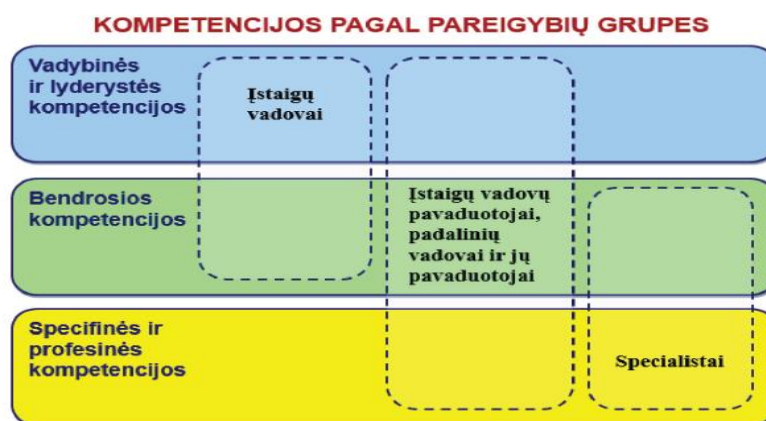 KOMPETENCIJOS PAGAL PAREIGYBIŲ GRUPES
Vadybinės
ir lyderystės
kompetencijos
Įstaigų
vadovai
Bendrosios
kompetencijos
Įstaigų vadovų
pavaduotojai,
padalinių
vadovai ir jų
pavaduotojai
Specifinės ir
profesinės
kompetencijos
Specialistai